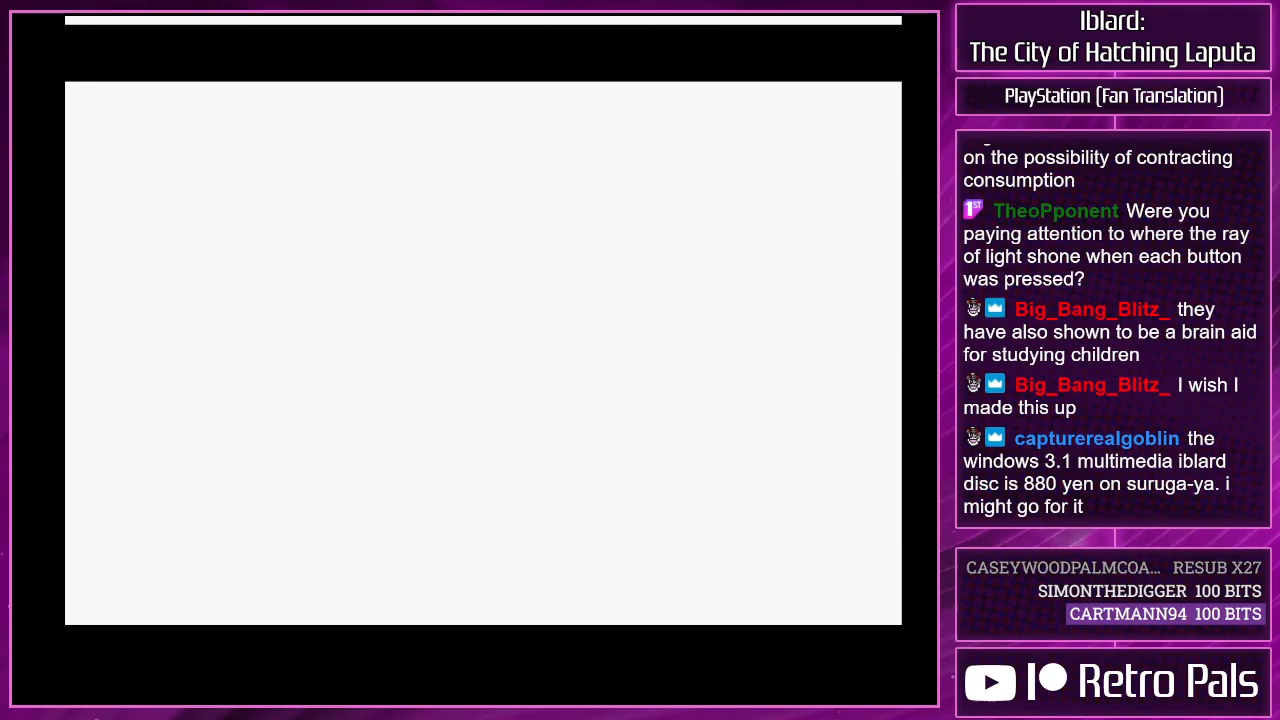 Iblard:
The City of Hatching Laputa
PlayStation (Fan Translation)
on the possibility of contracting
consumption
1ST TheoPponent Were you
paying attention to where the ray
of light shone when each button
was pressed?
Big_Bang_Blitz_ they
have also shown to be a brain aid
for studying children
Big_Bang_Blitz_ I wish I
made this up
capturerealgoblin the
windows 3.1 multimedia iblard
disc is 880 yen on suruga-ya. i
might go for it
CASEYWOODPALMCOA... RESUB X27
SIMONTHEDIGGER 100 BITS
CARTMANN94 100 BITS
Retro Pals